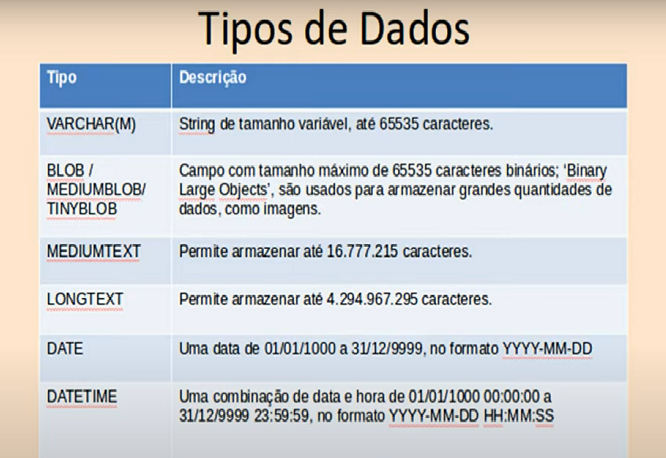 Tipos de Dados
Tipo Descrição
VARCHAR(M) String de tamanho variável, até 65535 caracteres.
BLOB / Campo com tamanho máximo de 65535 caracteres binários; ‘Binary
MEDIUMBLOB/ Large Objects’, são usados para armazenar grandes quantidades de
TINYBLOB dados, como imagens.
MEDIUMTEXT Permite armazenar até 16.777.215 caracteres.
LONGTEXT Permite armazenar até 4.294.967.295 caracteres.
DATE Uma data de 01/01/1000 a 31/12/9999, no formato YYYY-MM-DD
DATETIME Uma combinação de data e hora de 01/01/1000 00:00:00 a
31/12/9999 23:59:59, no formato YYYY-MM-DD HH:MM:SS